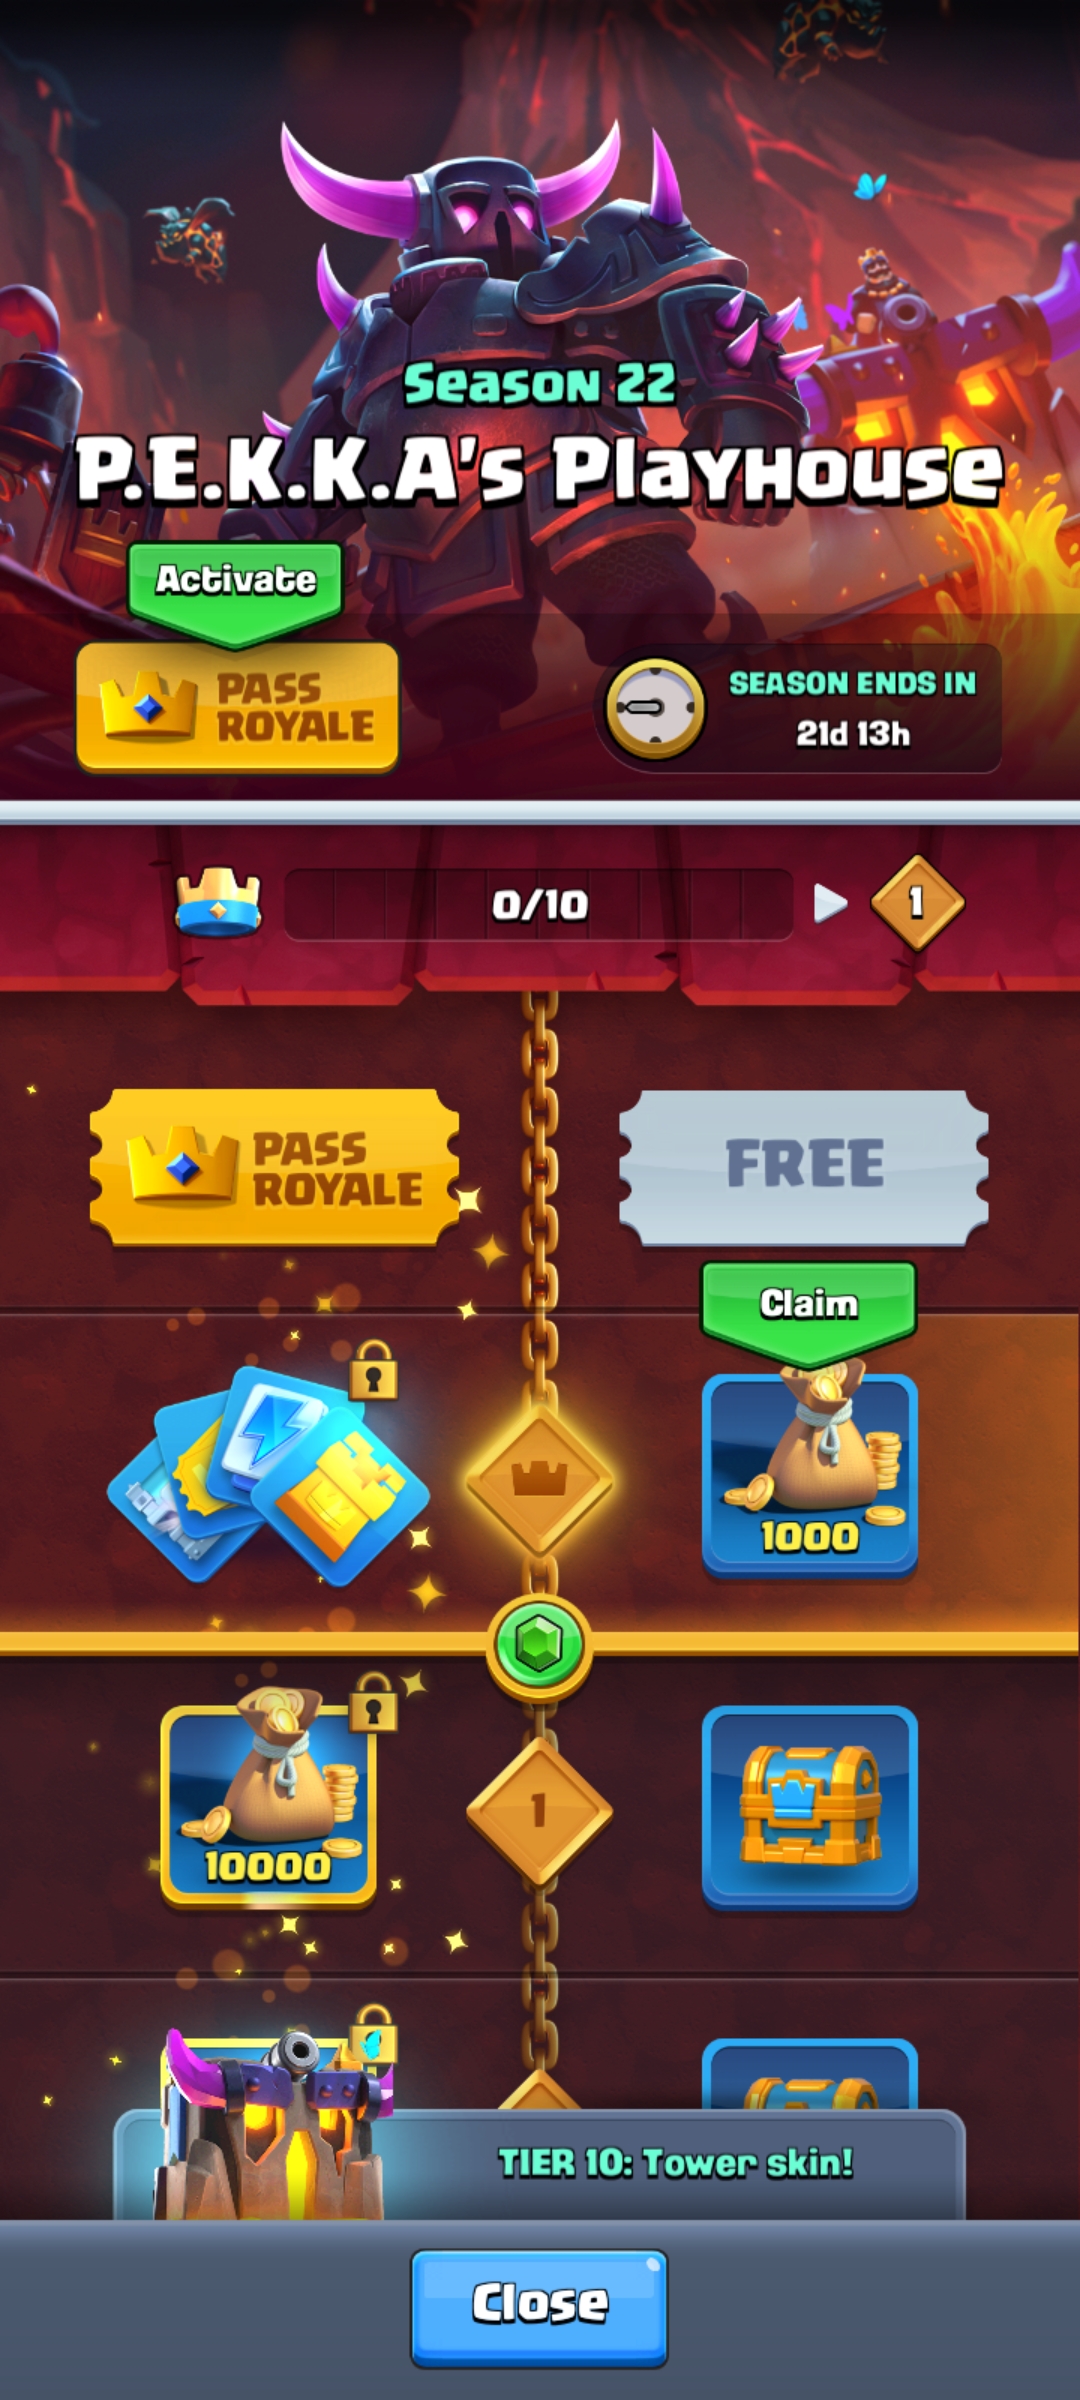 Season 22
P.E.K.K.A's Playhouse
Activate
PASS
ROYALE
SEASON ENDS IN
21d 13h
0/10
1
PASS
ROYALE
FREE
Claim
1000
10000
1
TIER 10: Tower skin!
Close